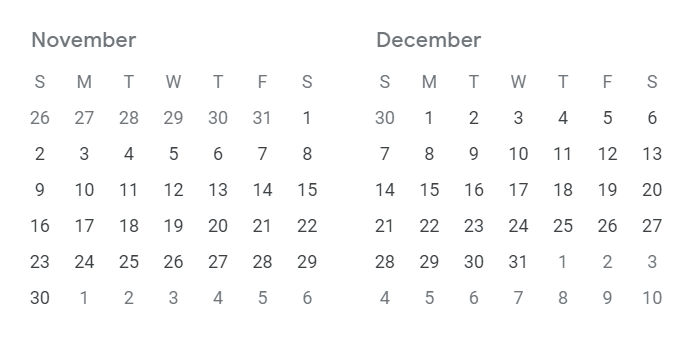 November
S M T W T F S
26 27 28 29 30 31 1
2 3 4 5 6 7 8
9 10 11 12 13 14 15
16 17 18 19 20 21 22
23 24 25 26 27 28 29
30 1 2 3 4 5 6
December
S M T W T F S
30 1 2 3 4 5 6
7 8 9 10 11 12 13
14 15 16 17 18 19 20
21 22 23 24 25 26 27
28 29 30 31 1 2 3
4 5 6 7 8 9 10